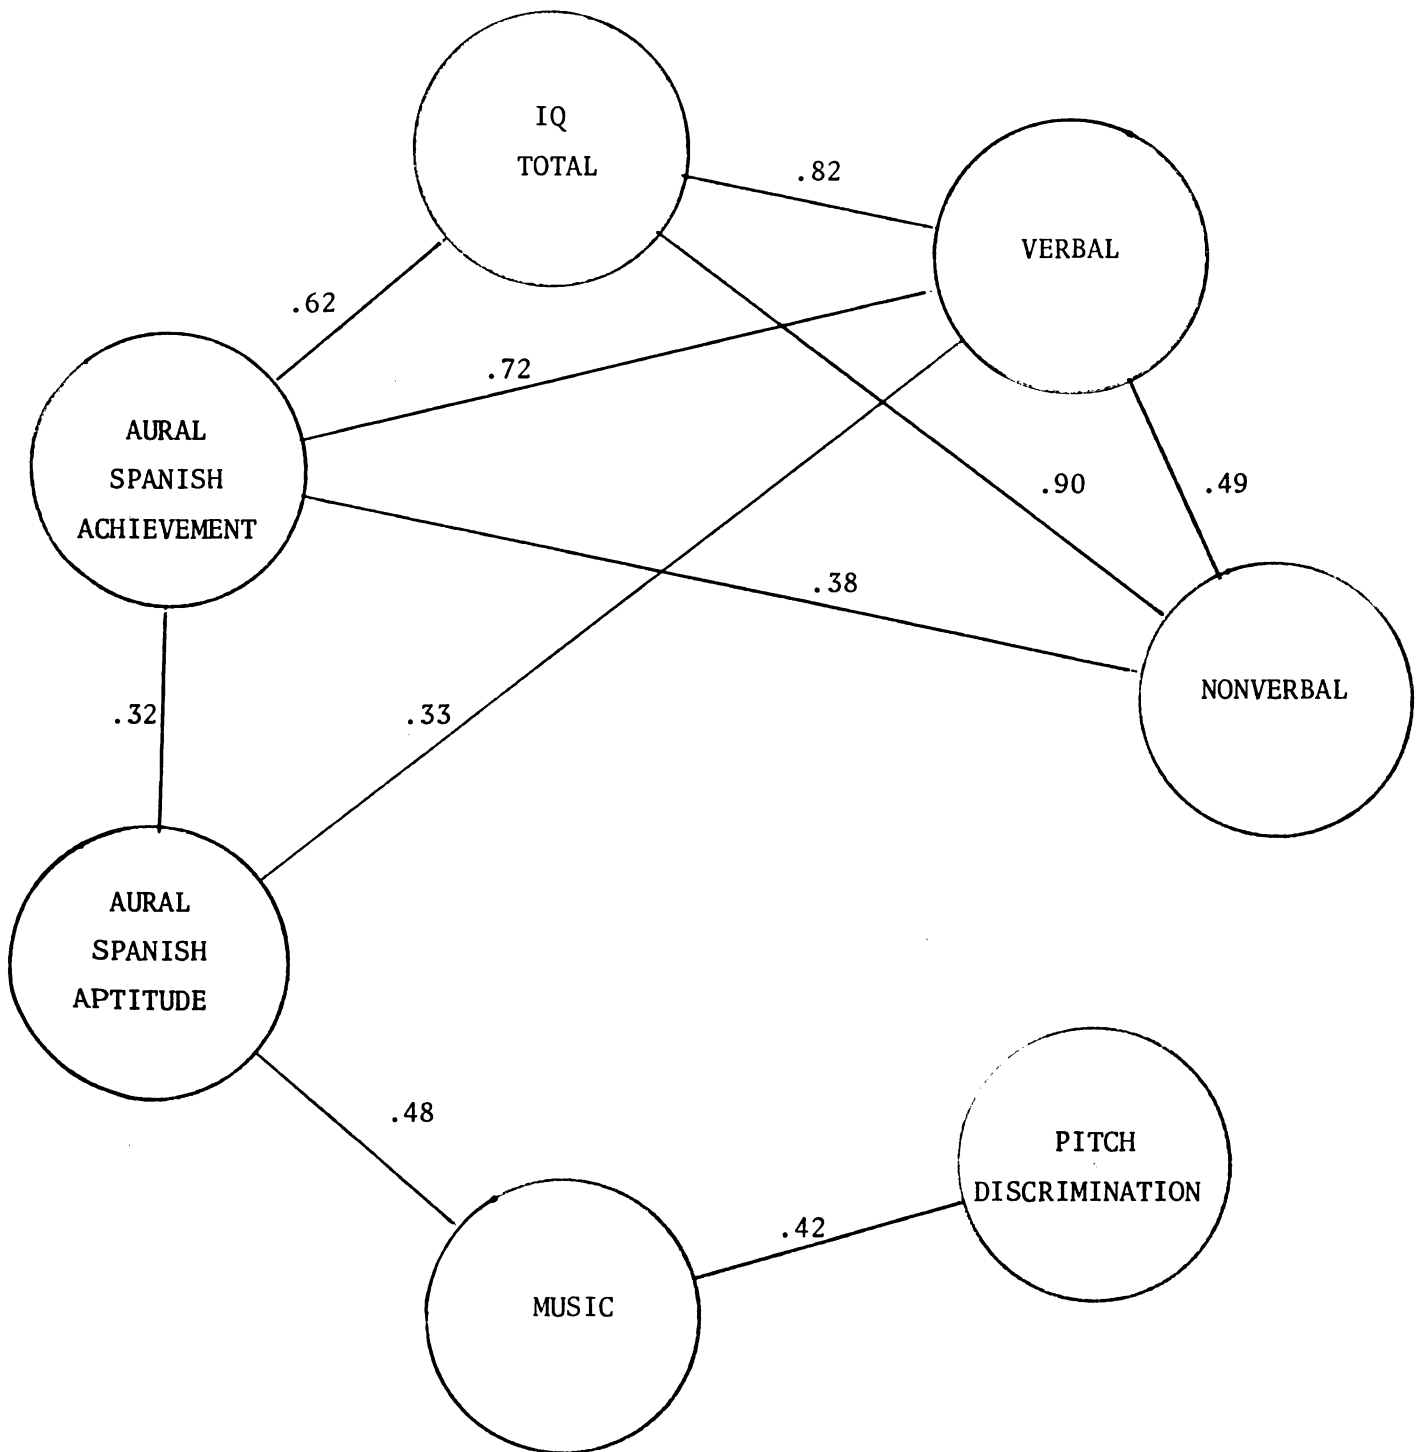 IQ
TOTAL
.82
VERBAL
.62
.72
AURAL
SPANISH
ACHIEVEMENT
.90
.49
.38
NONVERBAL
.32
.33
AURAL
SPANISH
APTITUDE
.48
PITCH
DISCRIMINATION
.42
MUSIC